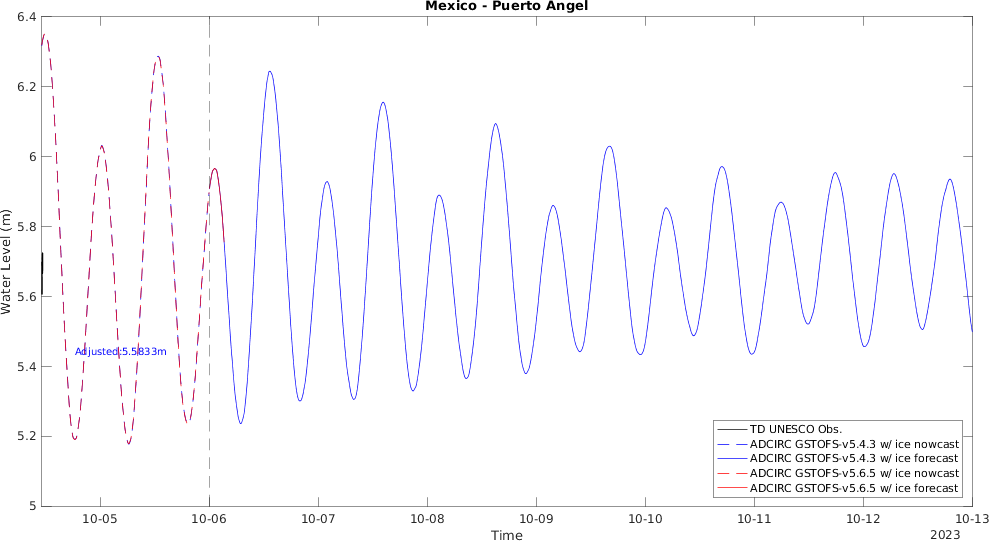 Mexico - Puerto Angel
Water Level (m)
6.4
6.2
6
5.8
5.6
5.4
5.2
5
Adjusted:5.5833m
TD UNESCO Obs.
ADCIRC GSTOFS-v5.4.3 w/ ice nowcast
ADCIRC GSTOFS-v5.4.3 w/ ice forecast
ADCIRC GSTOFS-v5.6.5 w/ ice nowcast
ADCIRC GSTOFS-v5.6.5 w/ ice forecast
10-05 10-06 10-07 10-08 10-09 10-10 10-11 10-12 10-13
Time
2023